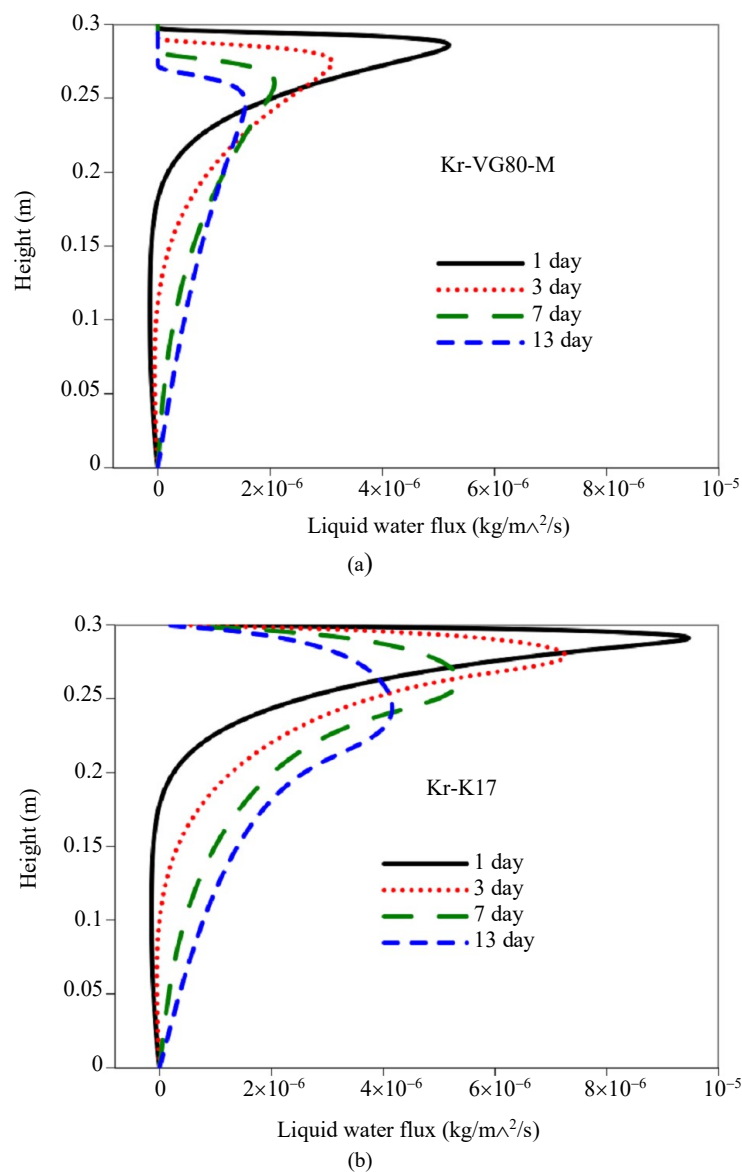 0.3
0.25
0.2
0.15
0.1
0.05
0
Height (m)
Kr-VG80-M
1 day
3 day
7 day
13 day
0 2×10⁻⁶ 4×10⁻⁶ 6×10⁻⁶ 8×10⁻⁶ 10⁻⁵
Liquid water flux (kg/m∧²/s)
(a)
0.3
0.25
0.2
0.15
0.1
0.05
0
Height (m)
Kr-K17
1 day
3 day
7 day
13 day
0 2×10⁻⁶ 4×10⁻⁶ 6×10⁻⁶ 8×10⁻⁶ 10⁻⁵
Liquid water flux (kg/m∧²/s)
(b)